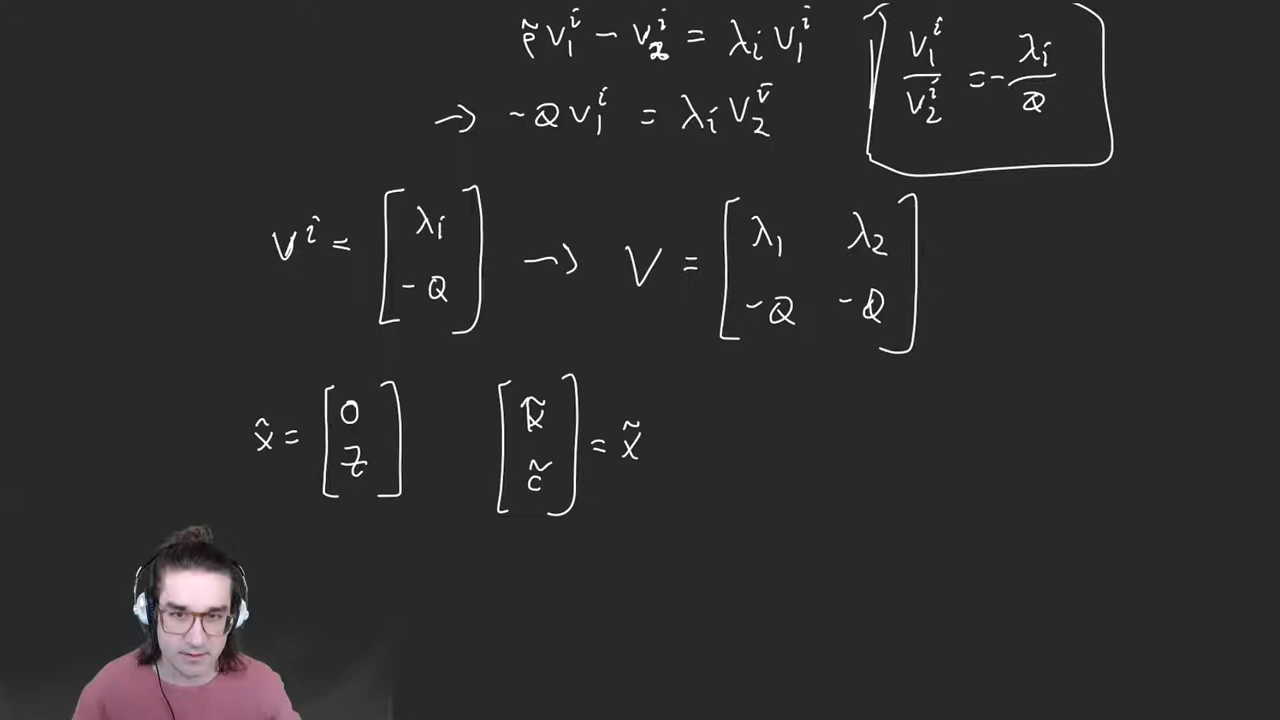 ρ̃ v₁ⁱ − v₂ⁱ = λᵢ v₁ⁱ
→ −Q v₁ⁱ = λᵢ v₂ⁱ
v₁ⁱ / v₂ⁱ = − λᵢ / Q
vⁱ = [ λᵢ ; −Q ] → V = [ λ₁ λ₂ ; −Q −Q ]
x̂ = [ 0 ; z ] [ k̃ ; c̃ ] = x̃